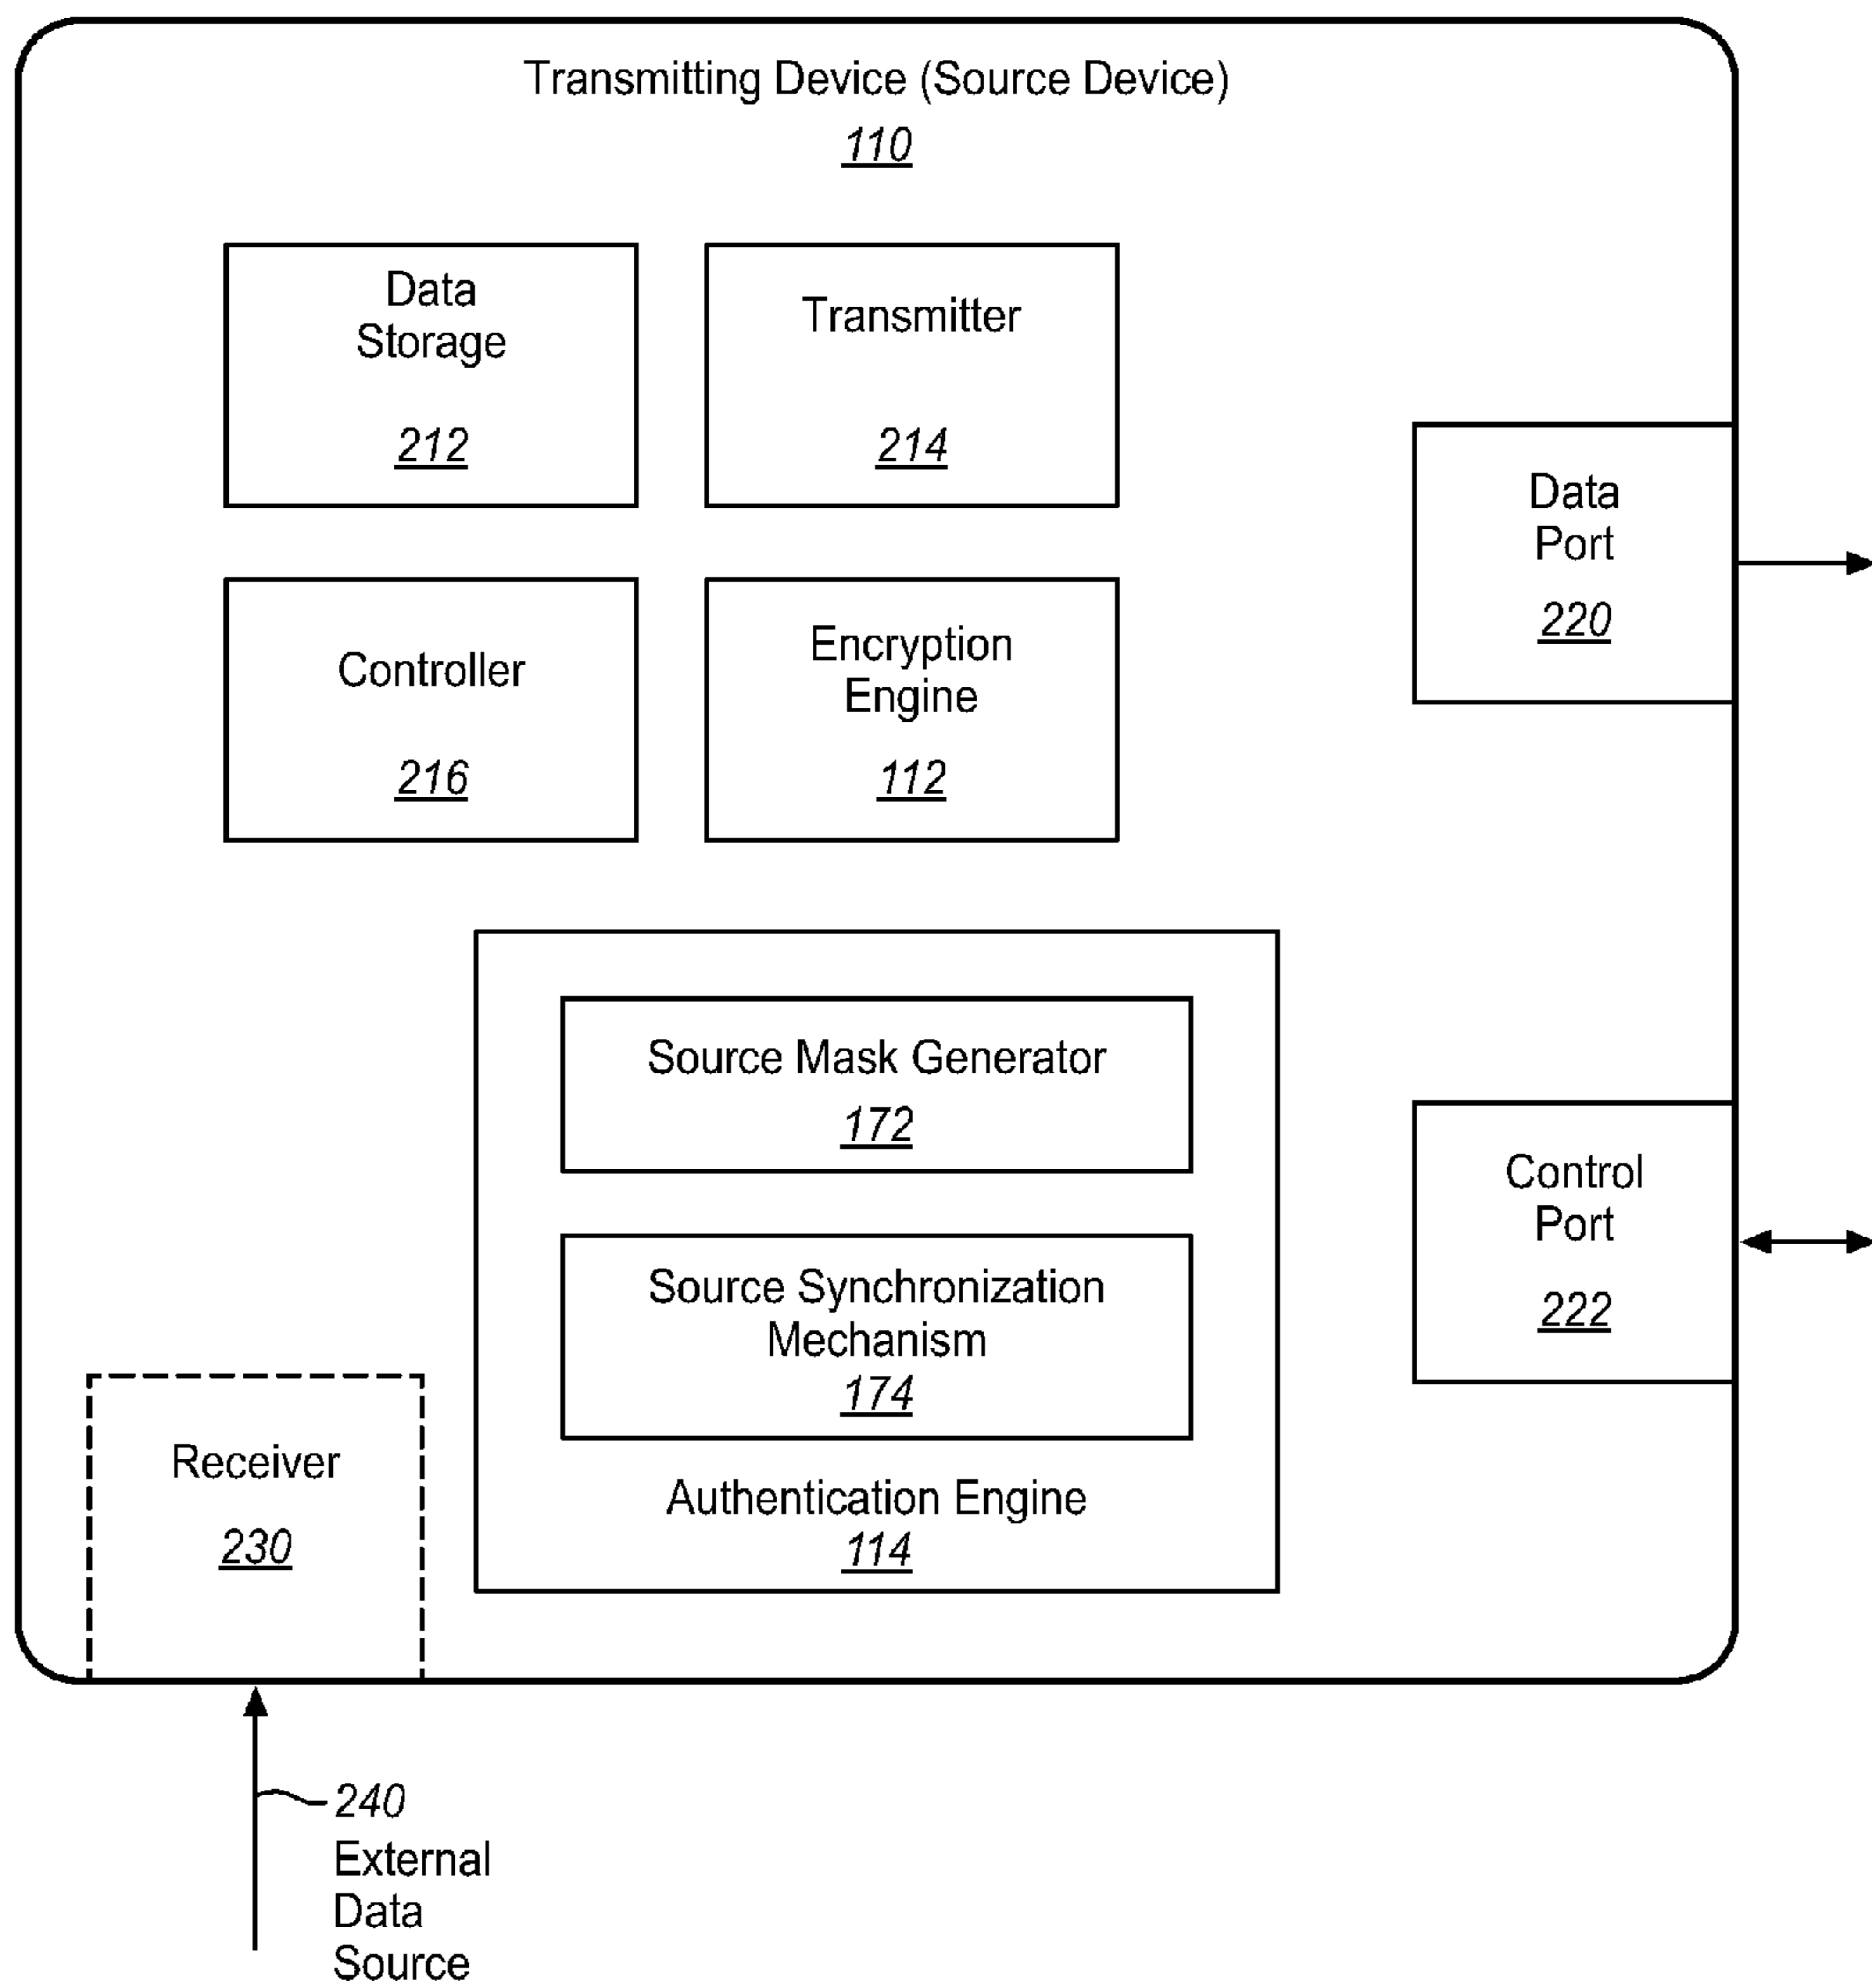 Transmitting Device (Source Device)
110
Data
Storage
212
Transmitter
214
Controller
216
Encryption
Engine
112
Data
Port
220
Source Mask Generator
172
Source Synchronization
Mechanism
174
Authentication Engine
114
Control
Port
222
Receiver
230
240
External
Data
Source